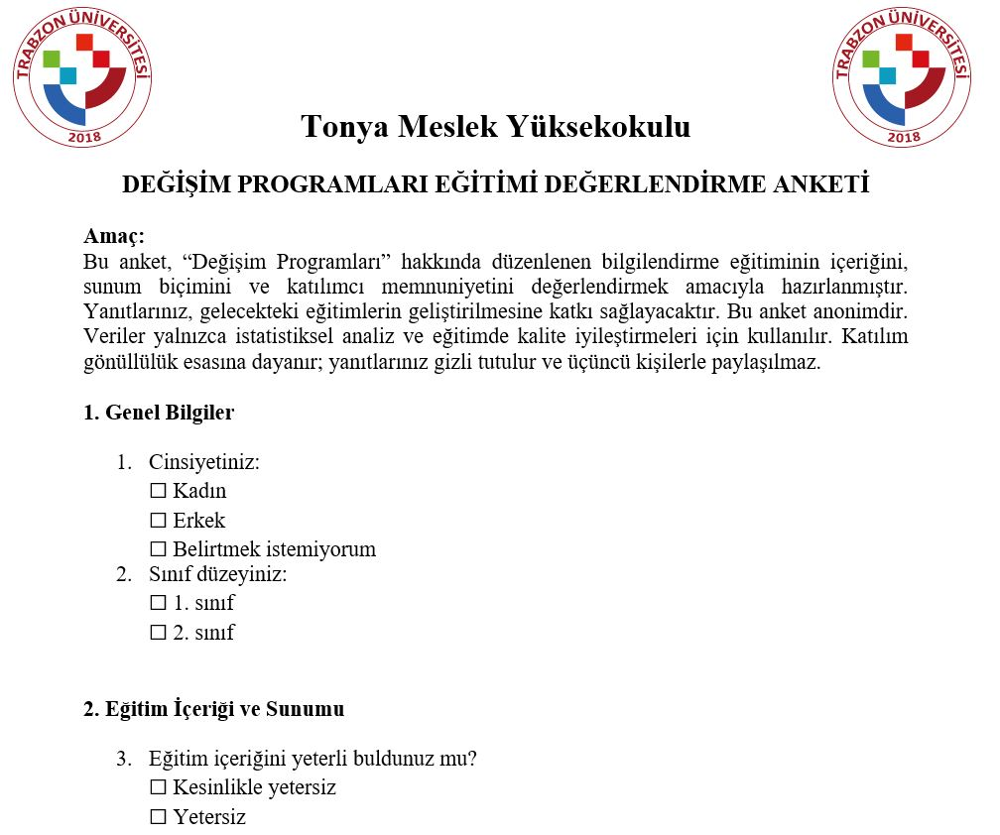 TRABZON ÜNİVERSİTESİ
2018
TRABZON ÜNİVERSİTESİ
2018
Tonya Meslek Yüksekokulu
DEĞİŞİM PROGRAMLARI EĞİTİMİ DEĞERLENDİRME ANKETİ
Amaç:
Bu anket, “Değişim Programları” hakkında düzenlenen bilgilendirme eğitiminin içeriğini,
sunum biçimini ve katılımcı memnuniyetini değerlendirmek amacıyla hazırlanmıştır.
Yanıtlarınız, gelecekteki eğitimlerin geliştirilmesine katkı sağlayacaktır. Bu anket anonimdir.
Veriler yalnızca istatistiksel analiz ve eğitimde kalite iyileştirmeleri için kullanılır. Katılım
gönüllülük esasına dayanır; yanıtlarınız gizli tutulur ve üçüncü kişilerle paylaşılmaz.
1. Genel Bilgiler
1. Cinsiyetiniz:
☐ Kadın
☐ Erkek
☐ Belirtmek istemiyorum
2. Sınıf düzeyiniz:
☐ 1. sınıf
☐ 2. sınıf
2. Eğitim İçeriği ve Sunumu
3. Eğitim içeriğini yeterli buldunuz mu?
☐ Kesinlikle yetersiz
☐ Yetersiz